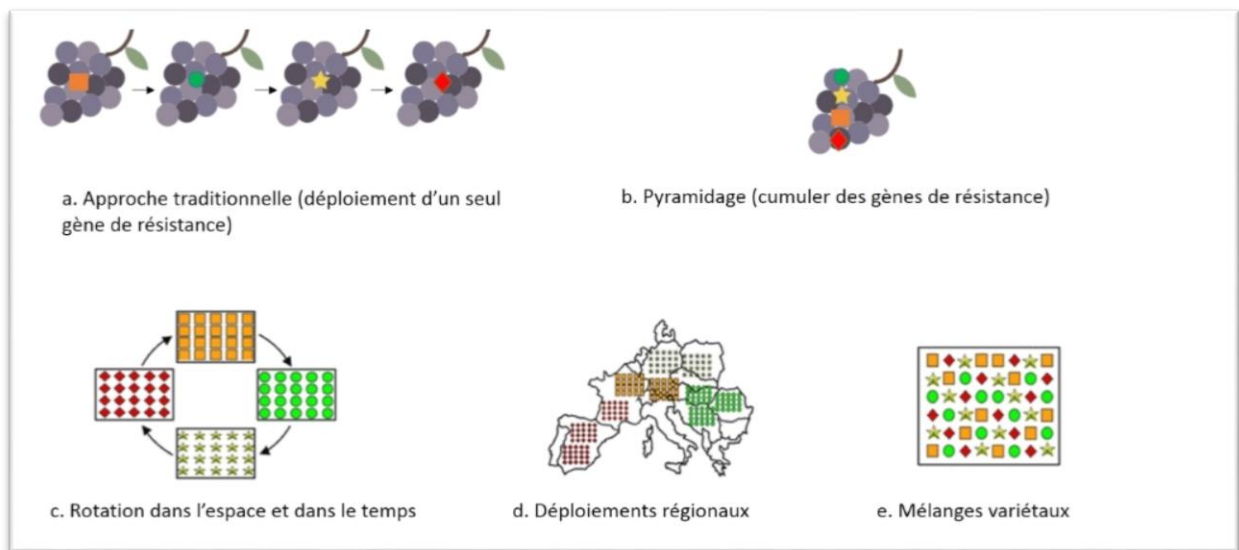 a. Approche traditionnelle (déploiement d’un seul
gène de résistance)
b. Pyramidage (cumuler des gènes de résistance)
c. Rotation dans l’espace et dans le temps
d. Déploiements régionaux
e. Mélanges variétaux